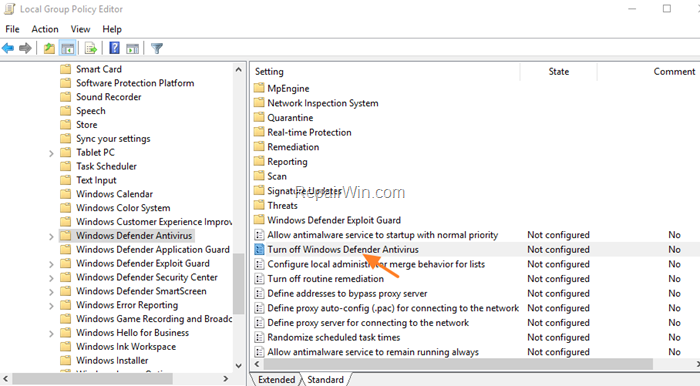 Local Group Policy Editor
File Action View Help
Smart Card
Software Protection Platform
Sound Recorder
Speech
Store
Sync your settings
Tablet PC
Task Scheduler
Text Input
Windows Calendar
Windows Color System
Windows Customer Experience Improv
Windows Defender Antivirus
Windows Defender Application Guard
Windows Defender Exploit Guard
Windows Defender Security Center
Windows Defender SmartScreen
Windows Error Reporting
Windows Game Recording and Broadc
Windows Hello for Business
Windows Ink Workspace
Windows Installer
Setting State Comment
MpEngine
Network Inspection System
Quarantine
Real-time Protection
Remediation
Reporting
Scan
Signature Updates
RepairWin.com
Threats
Windows Defender Exploit Guard
Allow antimalware service to startup with normal priority Not configured No
Turn off Windows Defender Antivirus Not configured No
Configure local administrator merge behavior for lists Not configured No
Turn off routine remediation Not configured No
Define addresses to bypass proxy server Not configured No
Define proxy auto-config (.pac) for connecting to the network Not configured No
Define proxy server for connecting to the network Not configured No
Randomize scheduled task times Not configured No
Allow antimalware service to remain running always Not configured No
Extended Standard